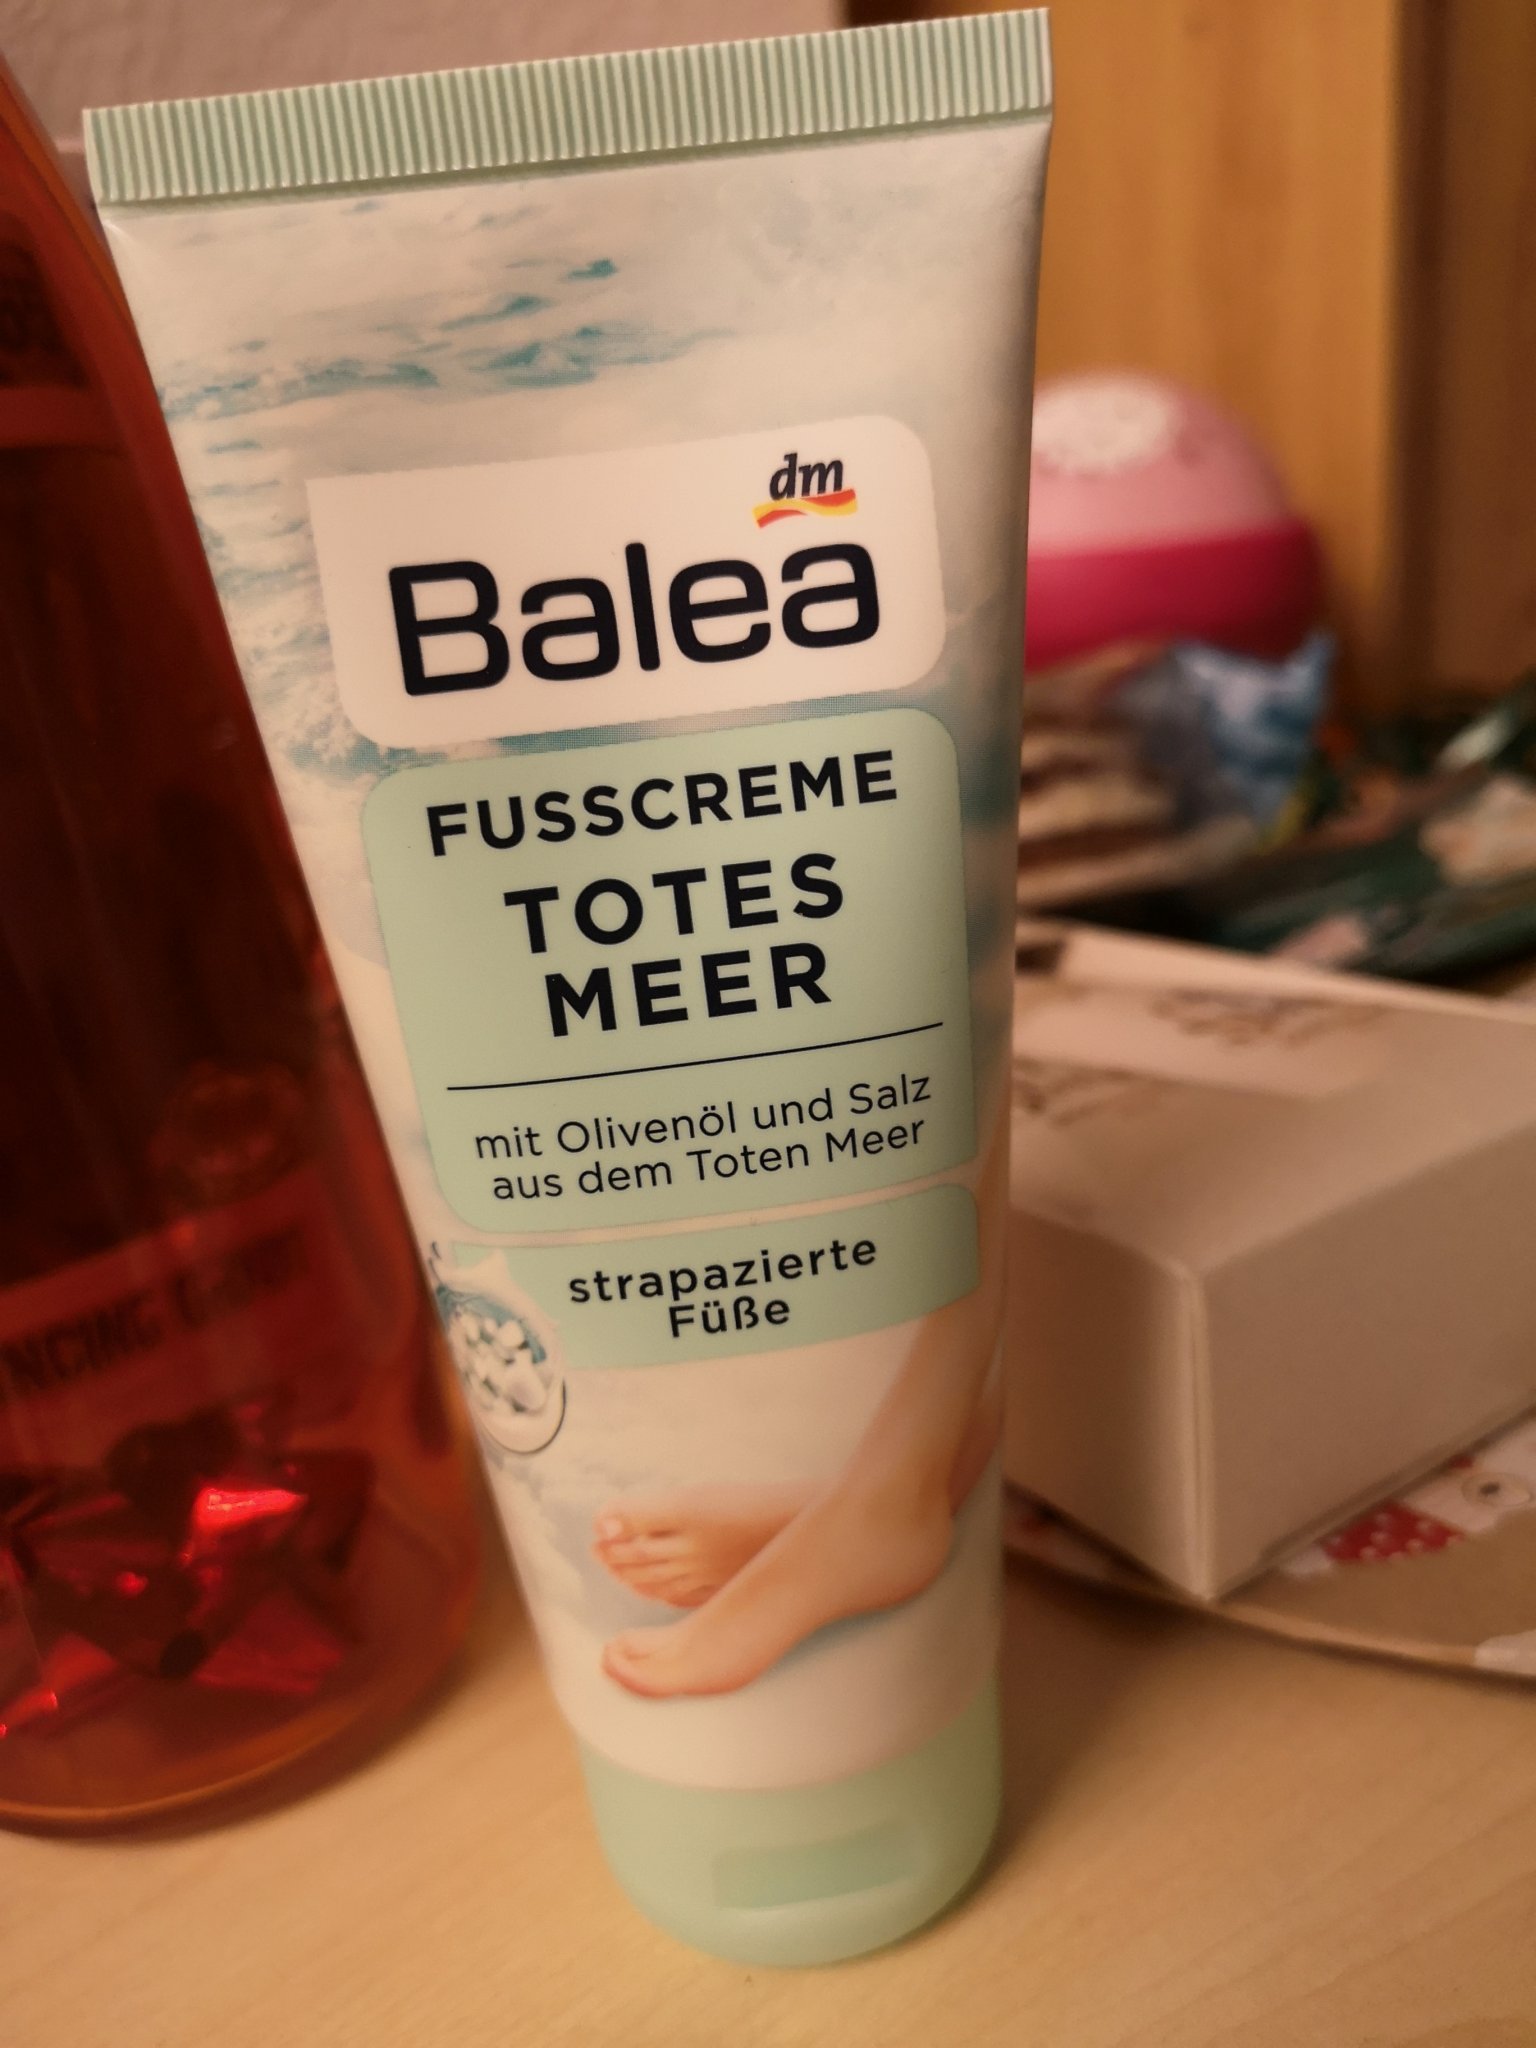 dm
Balea
FUSSCREME
TOTES
MEER
mit Olivenöl und Salz
aus dem Toten Meer
strapazierte
Füße